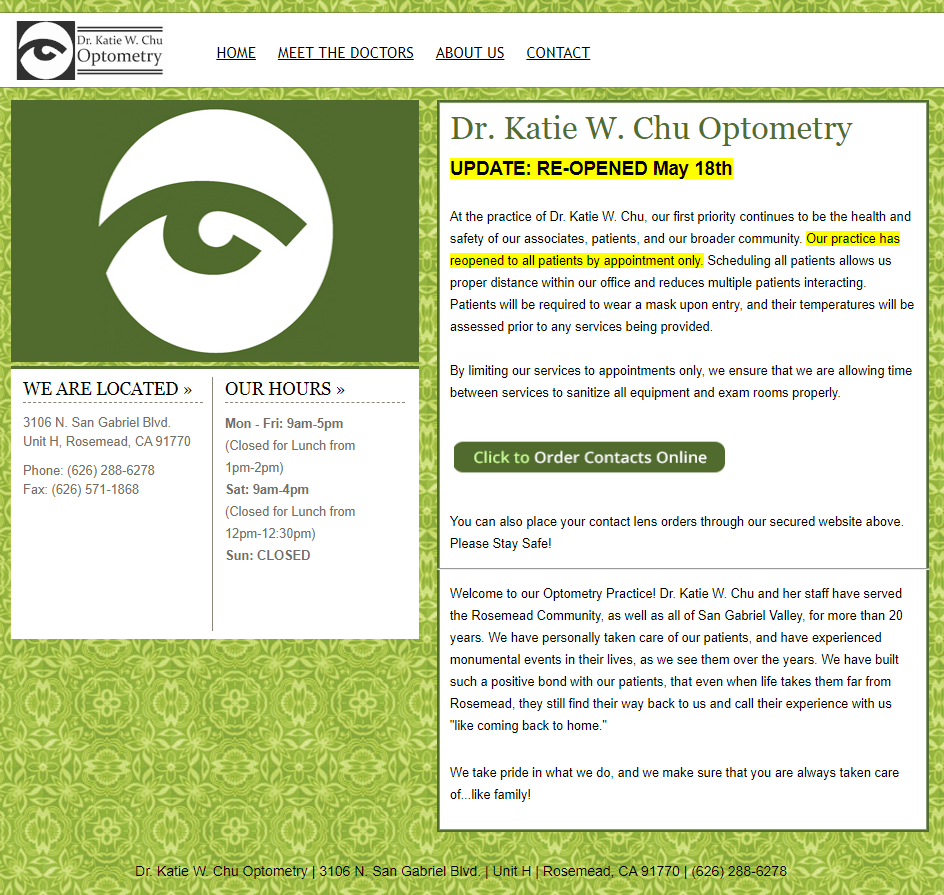 Dr. Katie W. Chu
Optometry
HOME MEET THE DOCTORS ABOUT US CONTACT
WE ARE LOCATED »
3106 N. San Gabriel Blvd.
Unit H, Rosemead, CA 91770
Phone: (626) 288-6278
Fax: (626) 571-1868
OUR HOURS »
Mon - Fri: 9am-5pm
(Closed for Lunch from
1pm-2pm)
Sat: 9am-4pm
(Closed for Lunch from
12pm-12:30pm)
Sun: CLOSED
Dr. Katie W. Chu Optometry
UPDATE: RE-OPENED May 18th
At the practice of Dr. Katie W. Chu, our first priority continues to be the health and
safety of our associates, patients, and our broader community. Our practice has
reopened to all patients by appointment only. Scheduling all patients allows us
proper distance within our office and reduces multiple patients interacting.
Patients will be required to wear a mask upon entry, and their temperatures will be
assessed prior to any services being provided.
By limiting our services to appointments only, we ensure that we are allowing time
between services to sanitize all equipment and exam rooms properly.
Click to Order Contacts Online
You can also place your contact lens orders through our secured website above.
Please Stay Safe!
Welcome to our Optometry Practice! Dr. Katie W. Chu and her staff have served
the Rosemead Community, as well as all of San Gabriel Valley, for more than 20
years. We have personally taken care of our patients, and have experienced
monumental events in their lives, as we see them over the years. We have built
such a positive bond with our patients, that even when life takes them far from
Rosemead, they still find their way back to us and call their experience with us
"like coming back to home."
We take pride in what we do, and we make sure that you are always taken care
of...like family!
Dr. Katie W. Chu Optometry | 3106 N. San Gabriel Blvd. | Unit H | Rosemead, CA 91770 | (626) 288-6278